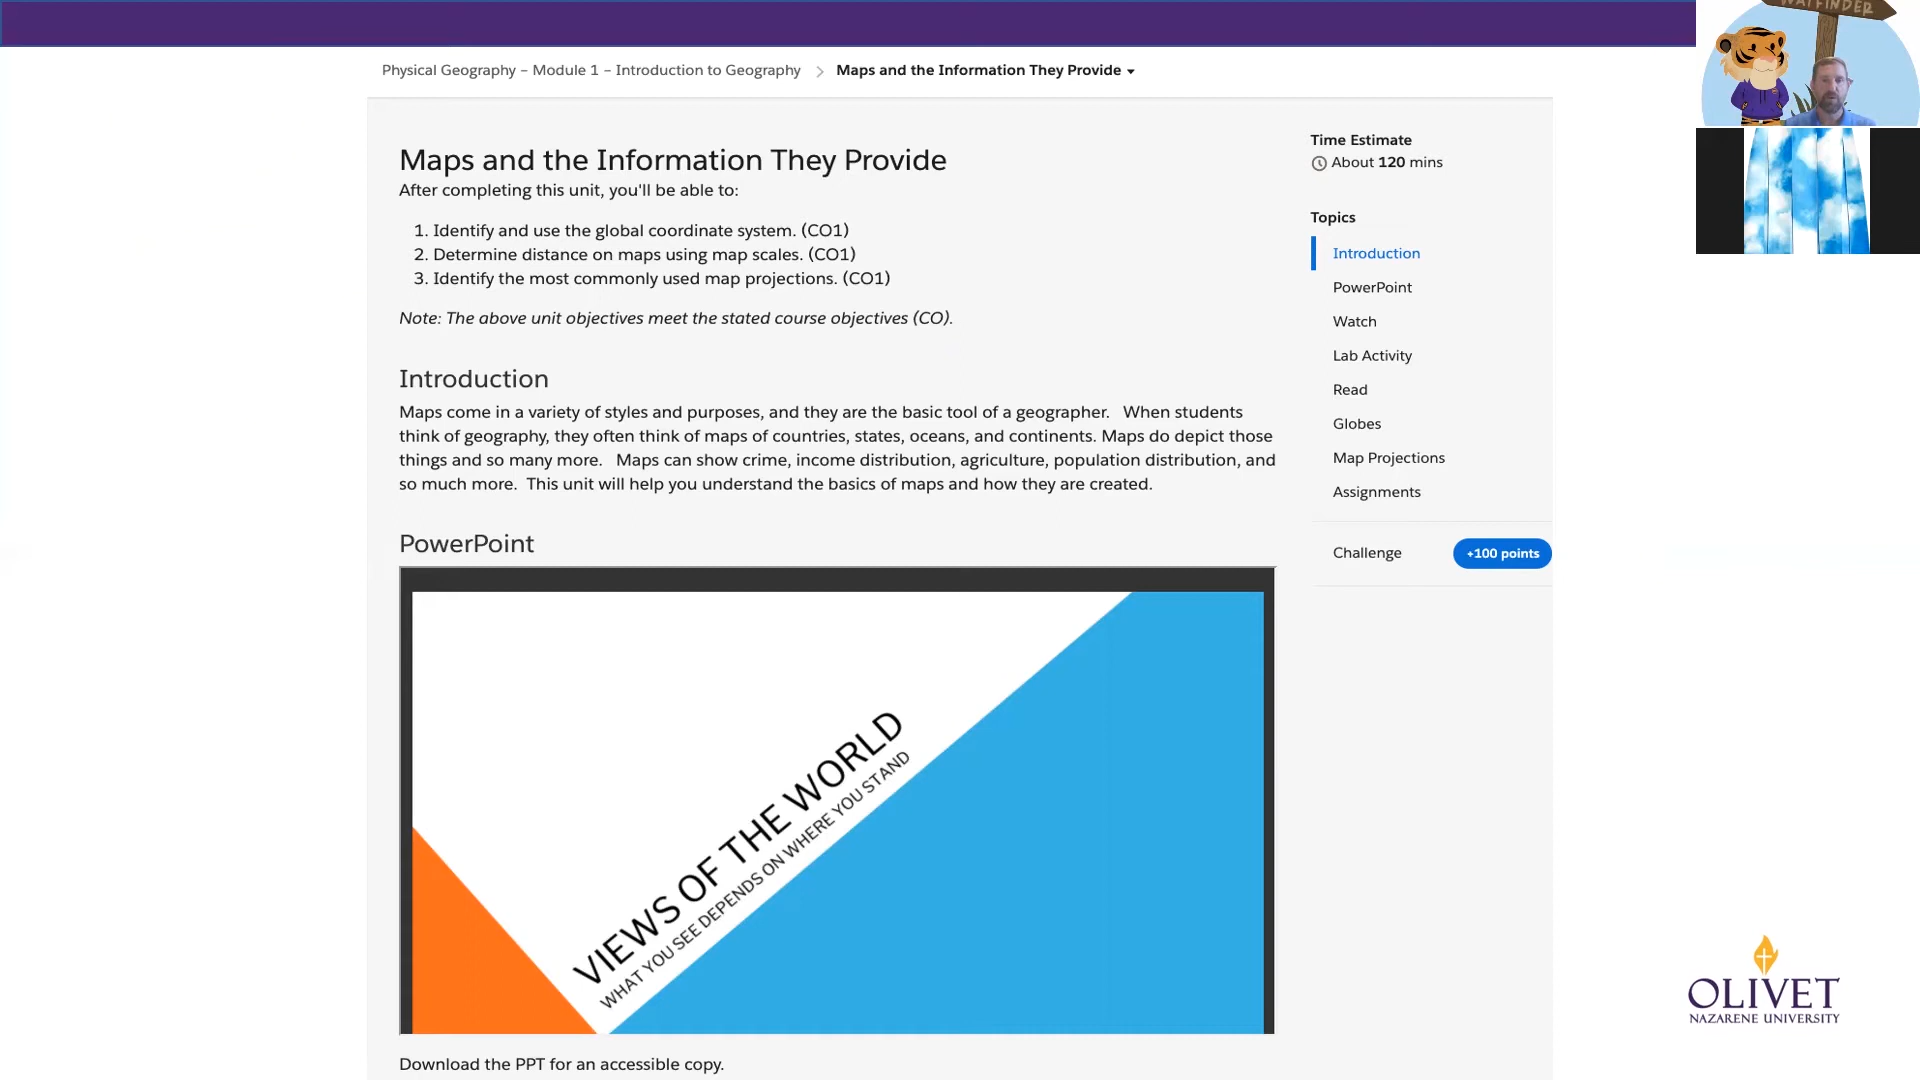 WAYFINDER
Physical Geography – Module 1 – Introduction to Geography
Maps and the Information They Provide
Maps and the Information They Provide
After completing this unit, you'll be able to:
1. Identify and use the global coordinate system. (CO1)
2. Determine distance on maps using map scales. (CO1)
3. Identify the most commonly used map projections. (CO1)
Note: The above unit objectives meet the stated course objectives (CO).
Introduction
Maps come in a variety of styles and purposes, and they are the basic tool of a geographer. When students
think of geography, they often think of maps of countries, states, oceans, and continents. Maps do depict those
things and so many more. Maps can show crime, income distribution, agriculture, population distribution, and
so much more. This unit will help you understand the basics of maps and how they are created.
PowerPoint
VIEWS OF THE WORLD
WHAT YOU SEE DEPENDS ON WHERE YOU STAND
Download the PPT for an accessible copy.
Time Estimate
About 120 mins
Topics
Introduction
PowerPoint
Watch
Lab Activity
Read
Globes
Map Projections
Assignments
Challenge
+100 points
OLIVET
NAZARENE UNIVERSITY